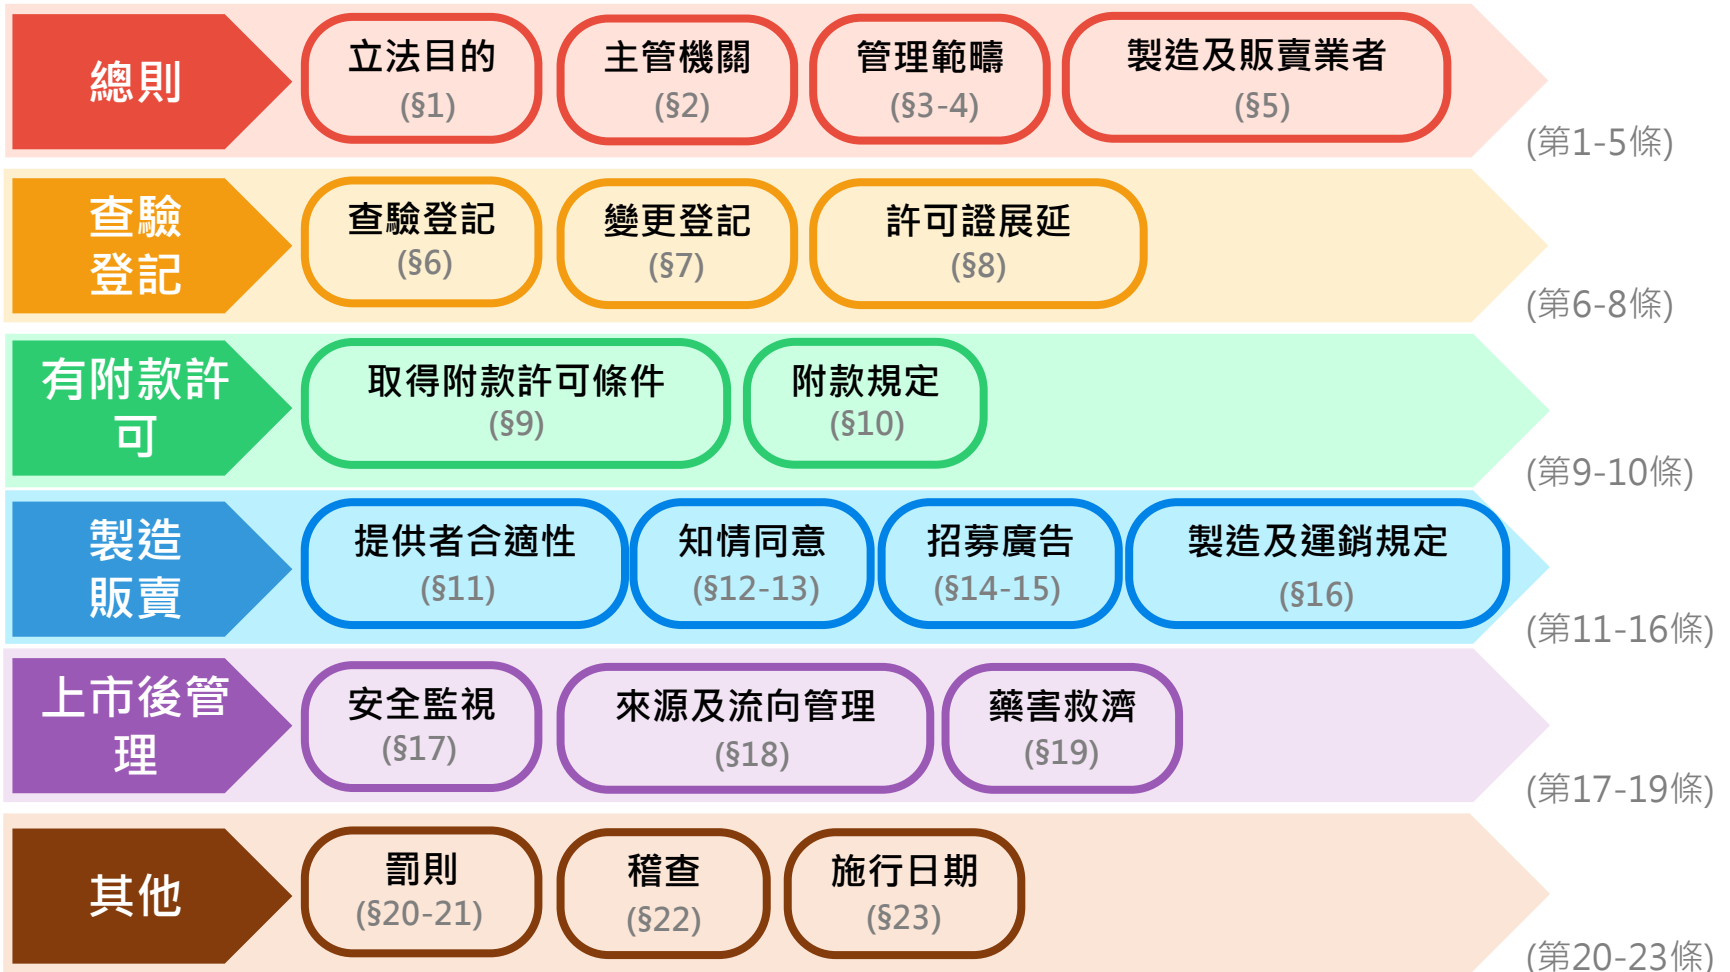 總則
立法目的
(§1)
主管機關
(§2)
管理範疇
(§3-4)
製造及販賣業者
(§5)
(第1-5條)
查驗
登記
查驗登記
(§6)
變更登記
(§7)
許可證展延
(§8)
(第6-8條)
有附款許
可
取得附款許可條件
(§9)
附款規定
(§10)
(第9-10條)
製造
販賣
提供者合適性
(§11)
知情同意
(§12-13)
招募廣告
(§14-15)
製造及運銷規定
(§16)
(第11-16條)
上市後管
理
安全監視
(§17)
來源及流向管理
(§18)
藥害救濟
(§19)
(第17-19條)
其他
罰則
(§20-21)
稽查
(§22)
施行日期
(§23)
(第20-23條)